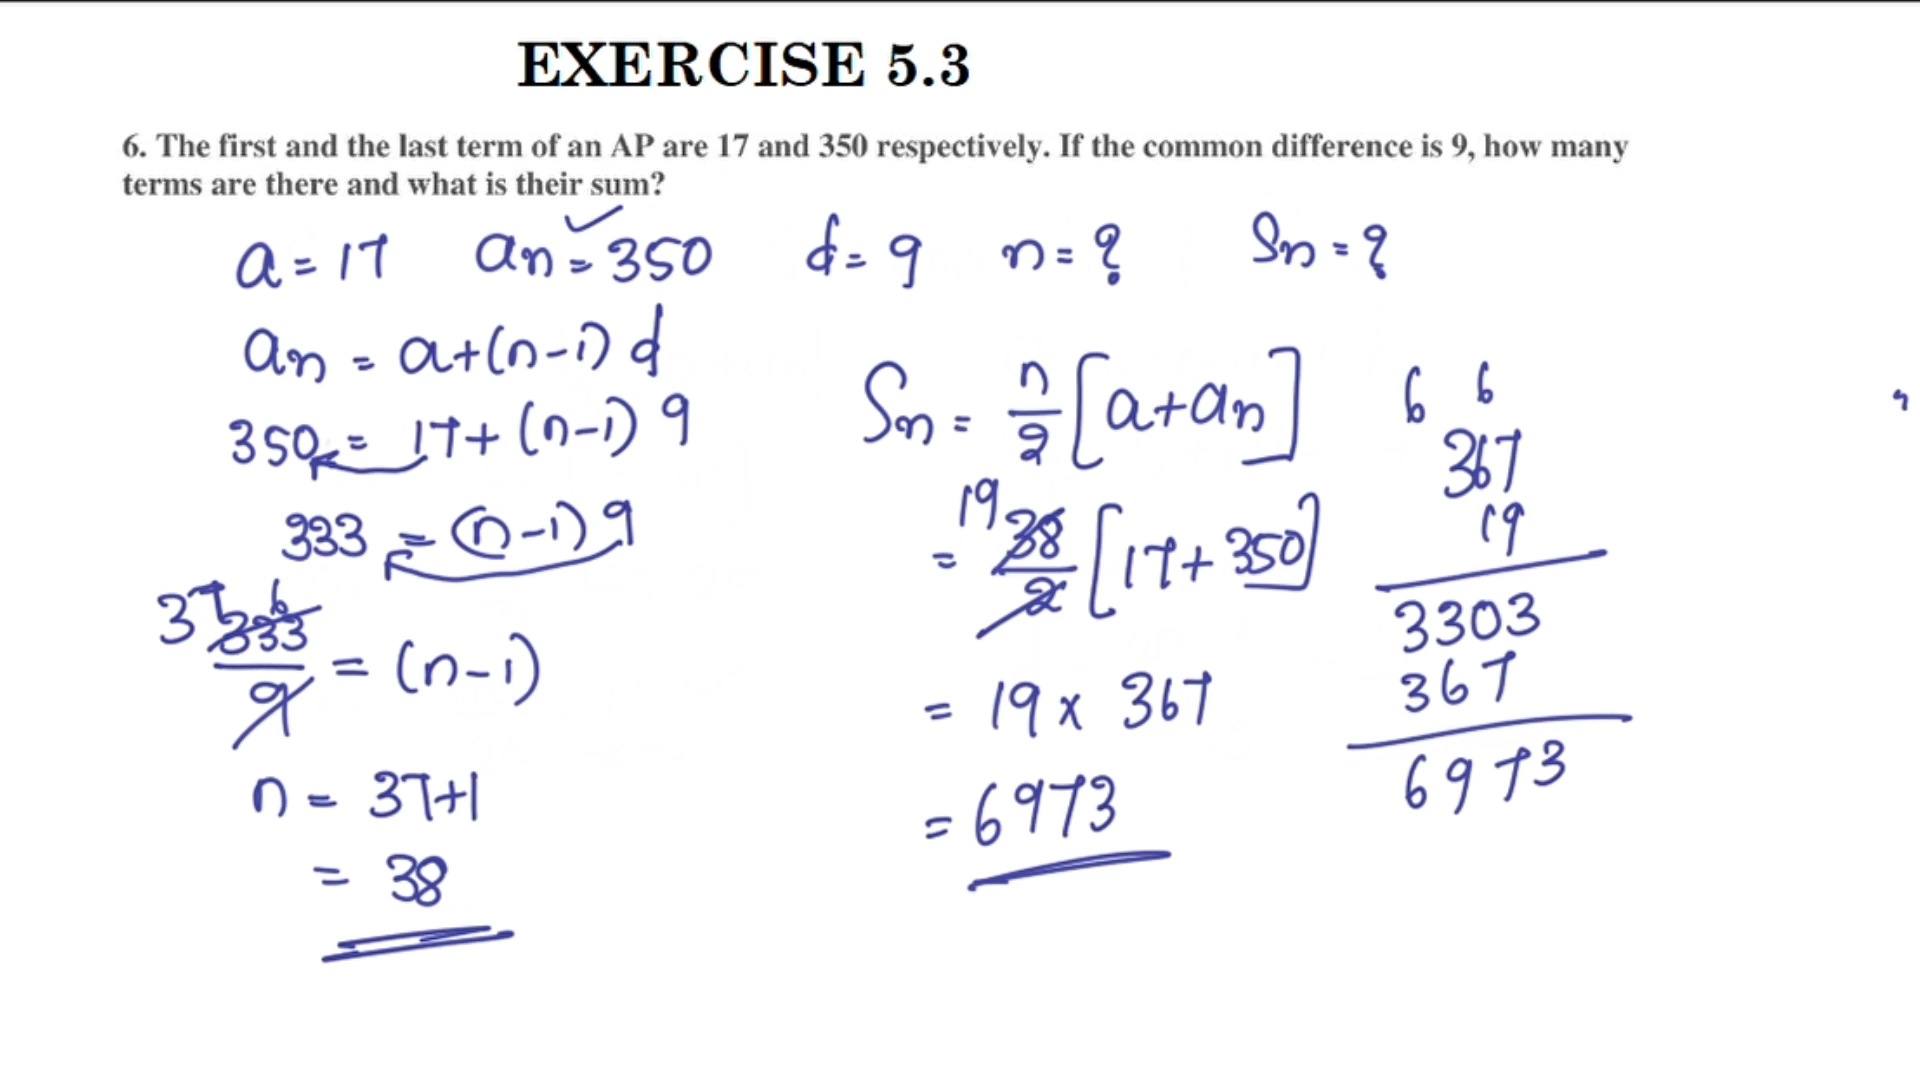 EXERCISE 5.3
6. The first and the last term of an AP are 17 and 350 respectively. If the common difference is 9, how many
terms are there and what is their sum?
a = 17 an = 350 d = 9 n = ? Sn = ?
an = a+(n-1) d
350 = 17+ (n-1) 9
333 = (n-1) 9
37 333 6
9
= (n-1)
n = 37+1
= 38
Sn = n/2 [a+an]
= 19 38/2 [17+350]
= 19 x 367
= 6973
6 6
367
19
3303
367
6973